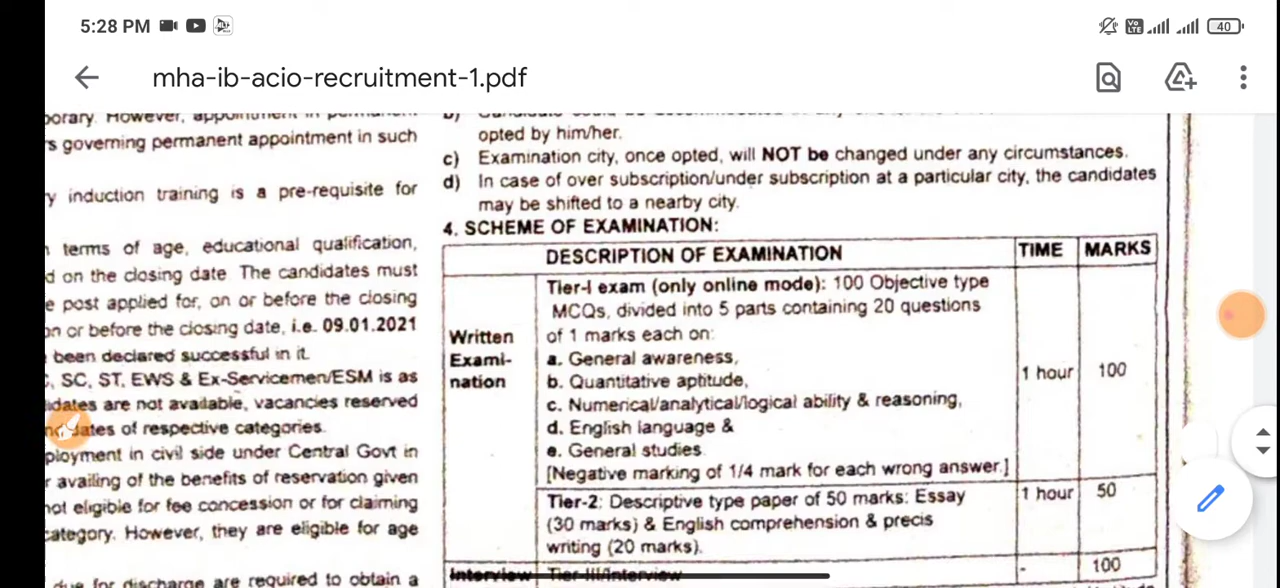 5:28 PM
40
mha-ib-acio-recruitment-1.pdf
porary. However, appointment in permanent
s governing permanent appointment in such
y induction training is a pre-requisite for
terms of age, educational qualification,
d on the closing date. The candidates must
e post applied for, on or before the closing
on or before the closing date, i.e. 09.01.2021
been declared successful in it.
, SC, ST, EWS & Ex-Servicemen/ESM is as
idates are not available, vacancies reserved
dates of respective categories.
ployment in civil side under Central Govt in
r availing of the benefits of reservation given
not eligible for fee concession or for claiming
category. However, they are eligible for age
due for discharge are required to obtain a
b)
opted by him/her.
c) Examination city, once opted, will NOT be changed under any circumstances.
d) In case of over subscription/under subscription at a particular city, the candidates
may be shifted to a nearby city.
4. SCHEME OF EXAMINATION:
DESCRIPTION OF EXAMINATION TIME MARKS
Written
Exami-
nation
Tier-I exam (only online mode): 100 Objective type
MCQs, divided into 5 parts containing 20 questions
of 1 marks each on:
a. General awareness,
b. Quantitative aptitude,
c. Numerical/analytical/logical ability & reasoning,
d. English language &
e. General studies
[Negative marking of 1/4 mark for each wrong answer.]
1 hour 100
Tier-2: Descriptive type paper of 50 marks: Essay
(30 marks) & English comprehension & precis
writing (20 marks).
1 hour 50
Interview Tier-III/Interview - 100